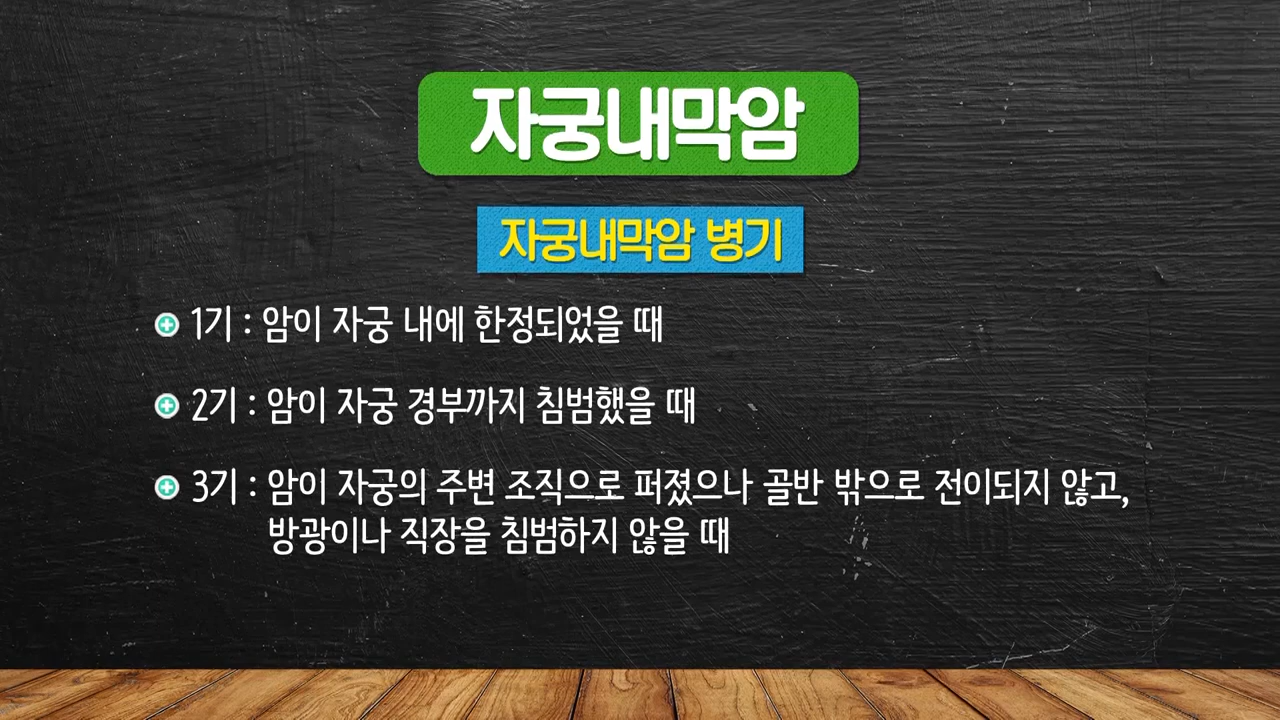 자궁내막암
자궁내막암 병기
1기 : 암이 자궁 내에 한정되었을 때
2기 : 암이 자궁 경부까지 침범했을 때
3기 : 암이 자궁의 주변 조직으로 퍼졌으나 골반 밖으로 전이되지 않고,
방광이나 직장을 침범하지 않을 때